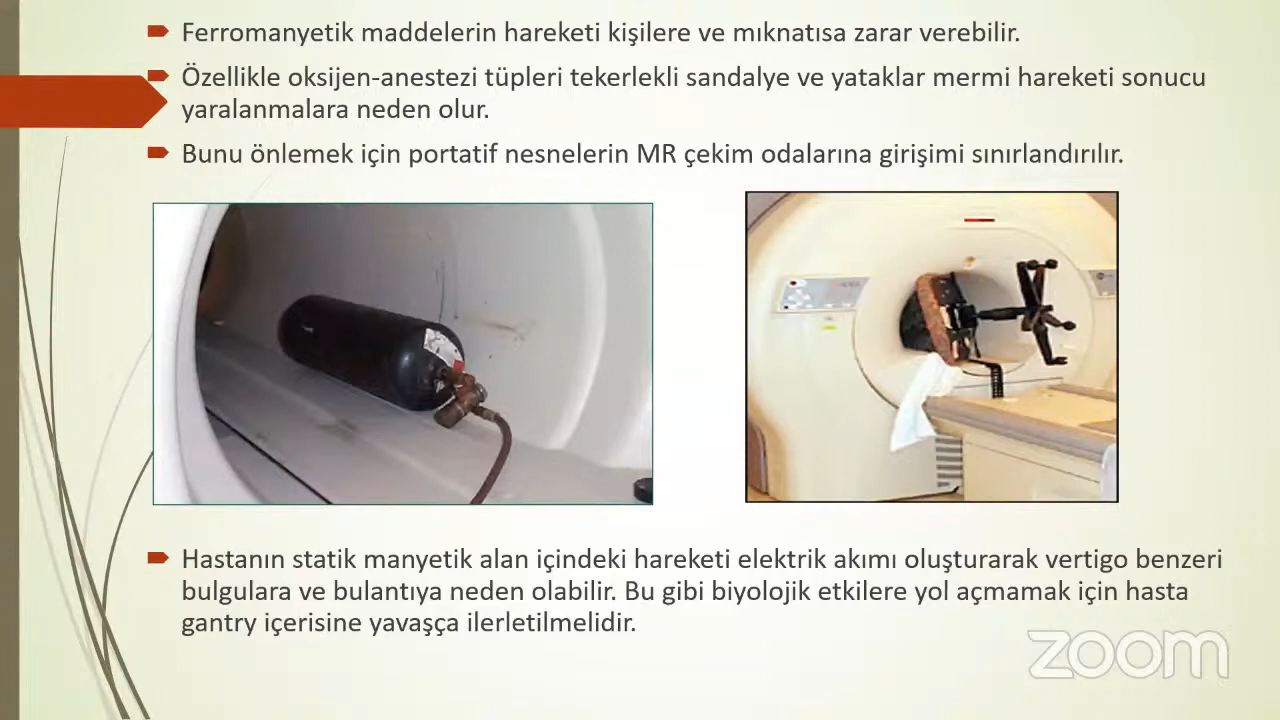 Ferromanyetik maddelerin hareketi kişilere ve mıknatısa zarar verebilir.
Özellikle oksijen-anestezi tüpleri tekerlekli sandalye ve yataklar mermi hareketi sonucu
yaralanmalara neden olur.
Bunu önlemek için portatif nesnelerin MR çekim odalarına girişimi sınırlandırılır.
Hastanın statik manyetik alan içindeki hareketi elektrik akımı oluşturarak vertigo benzeri
bulgulara ve bulantıya neden olabilir. Bu gibi biyolojik etkilere yol açmamak için hasta
gantry içerisine yavaşça ilerletilmelidir.
zoom